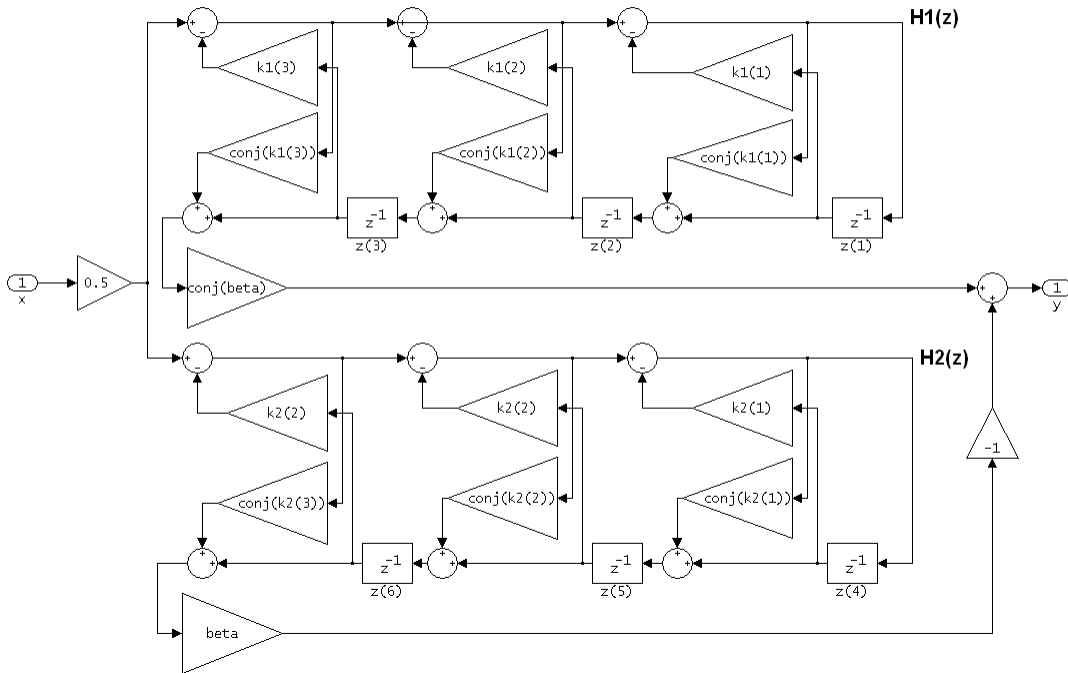 H1(z)
+
-
+
-
+
-
k1(3)
k1(2)
k1(1)
conj(k1(3))
conj(k1(2))
conj(k1(1))
+
+
+
+
+
+
z-1
z-1
z-1
z(3)
z(2)
z(1)
1
x
0.5
conj(beta)
+
+
1
y
H2(z)
+
-
+
-
+
-
k2(2)
k2(2)
k2(1)
-1
conj(k2(3))
conj(k2(2))
conj(k2(1))
+
+
+
+
+
+
z-1
z-1
z-1
z(6)
z(5)
z(4)
beta